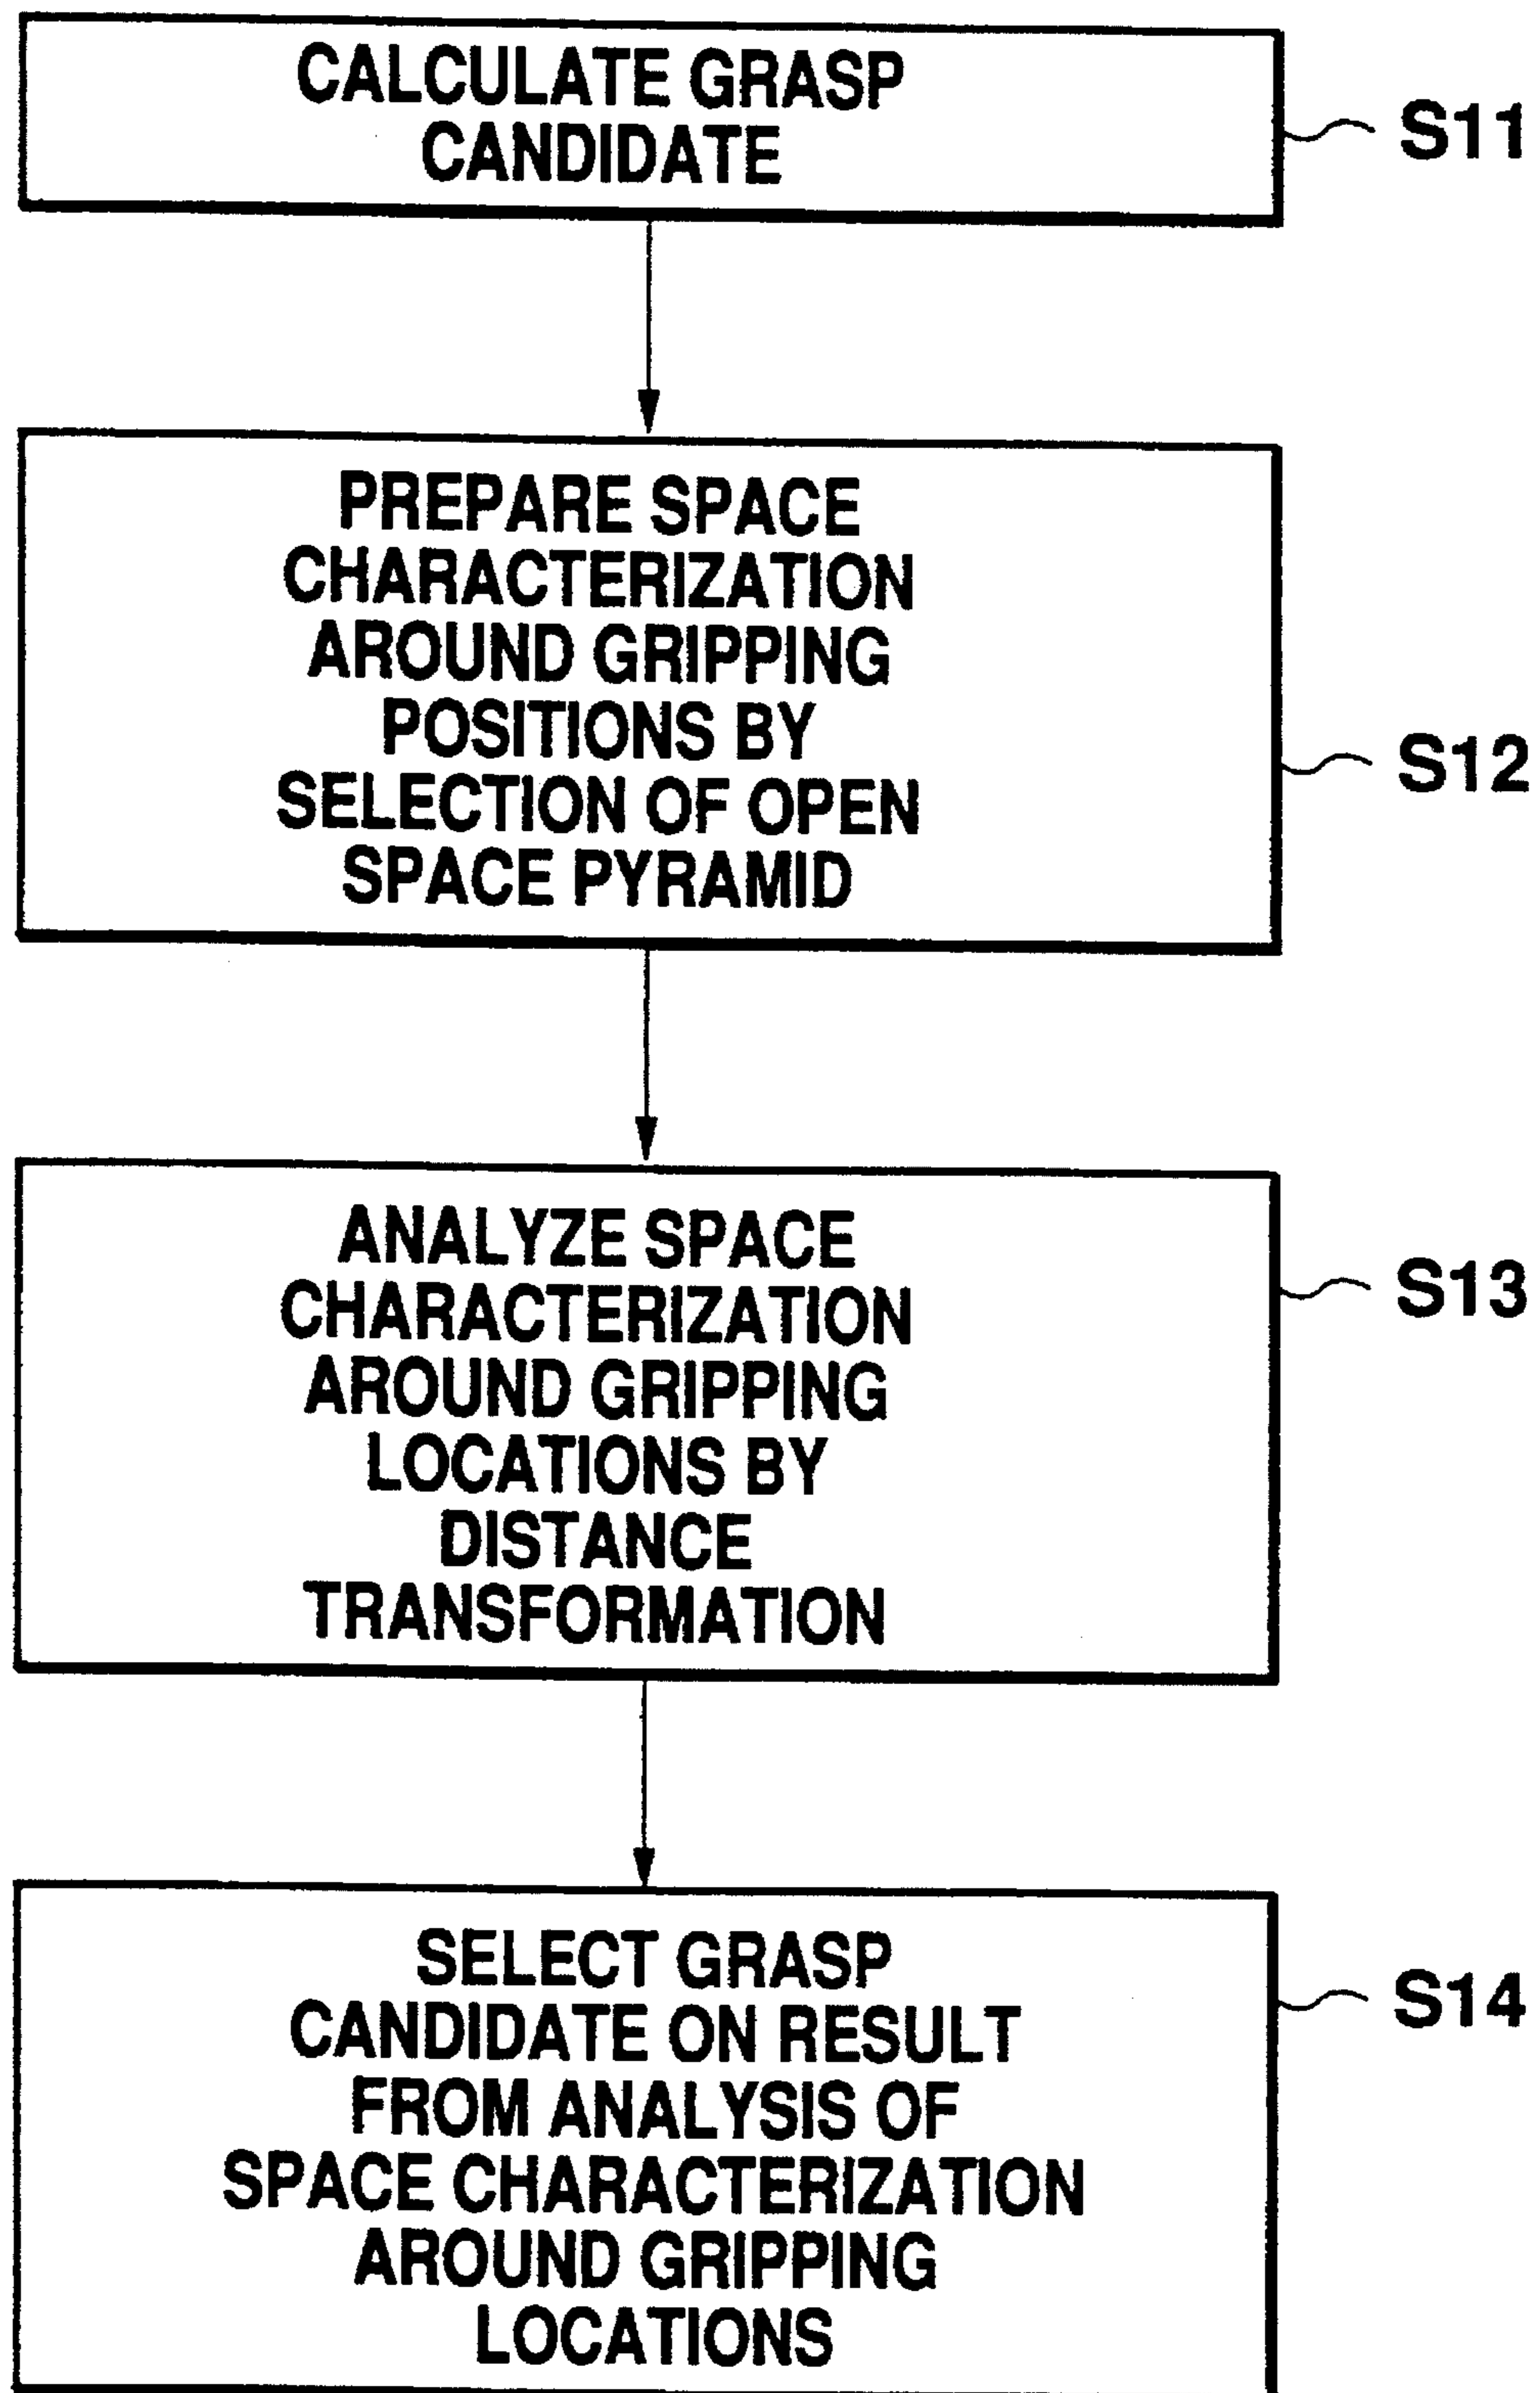 CALCULATE GRASP
CANDIDATE
S11
PREPARE SPACE
CHARACTERIZATION
AROUND GRIPPING
POSITIONS BY
SELECTION OF OPEN
SPACE PYRAMID
S12
ANALYZE SPACE
CHARACTERIZATION
AROUND GRIPPING
LOCATIONS BY
DISTANCE
TRANSFORMATION
S13
SELECT GRASP
CANDIDATE ON RESULT
FROM ANALYSIS OF
SPACE CHARACTERIZATION
AROUND GRIPPING
LOCATIONS
S14